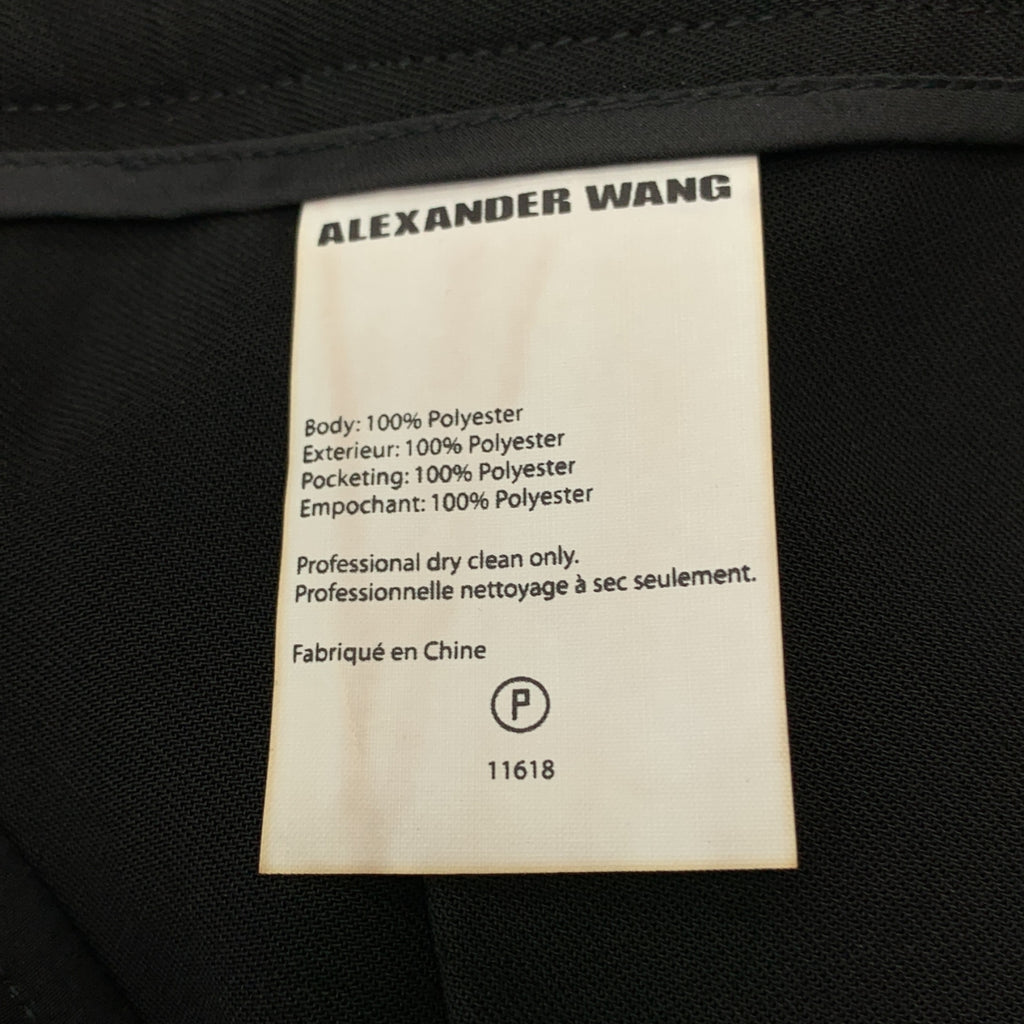 ALEXANDER WANG
Body: 100% Polyester
Exterieur: 100% Polyester
Pocketing: 100% Polyester
Empochant: 100% Polyester
Professional dry clean only.
Professionnelle nettoyage à sec seulement.
Fabriqué en Chine
P
11618